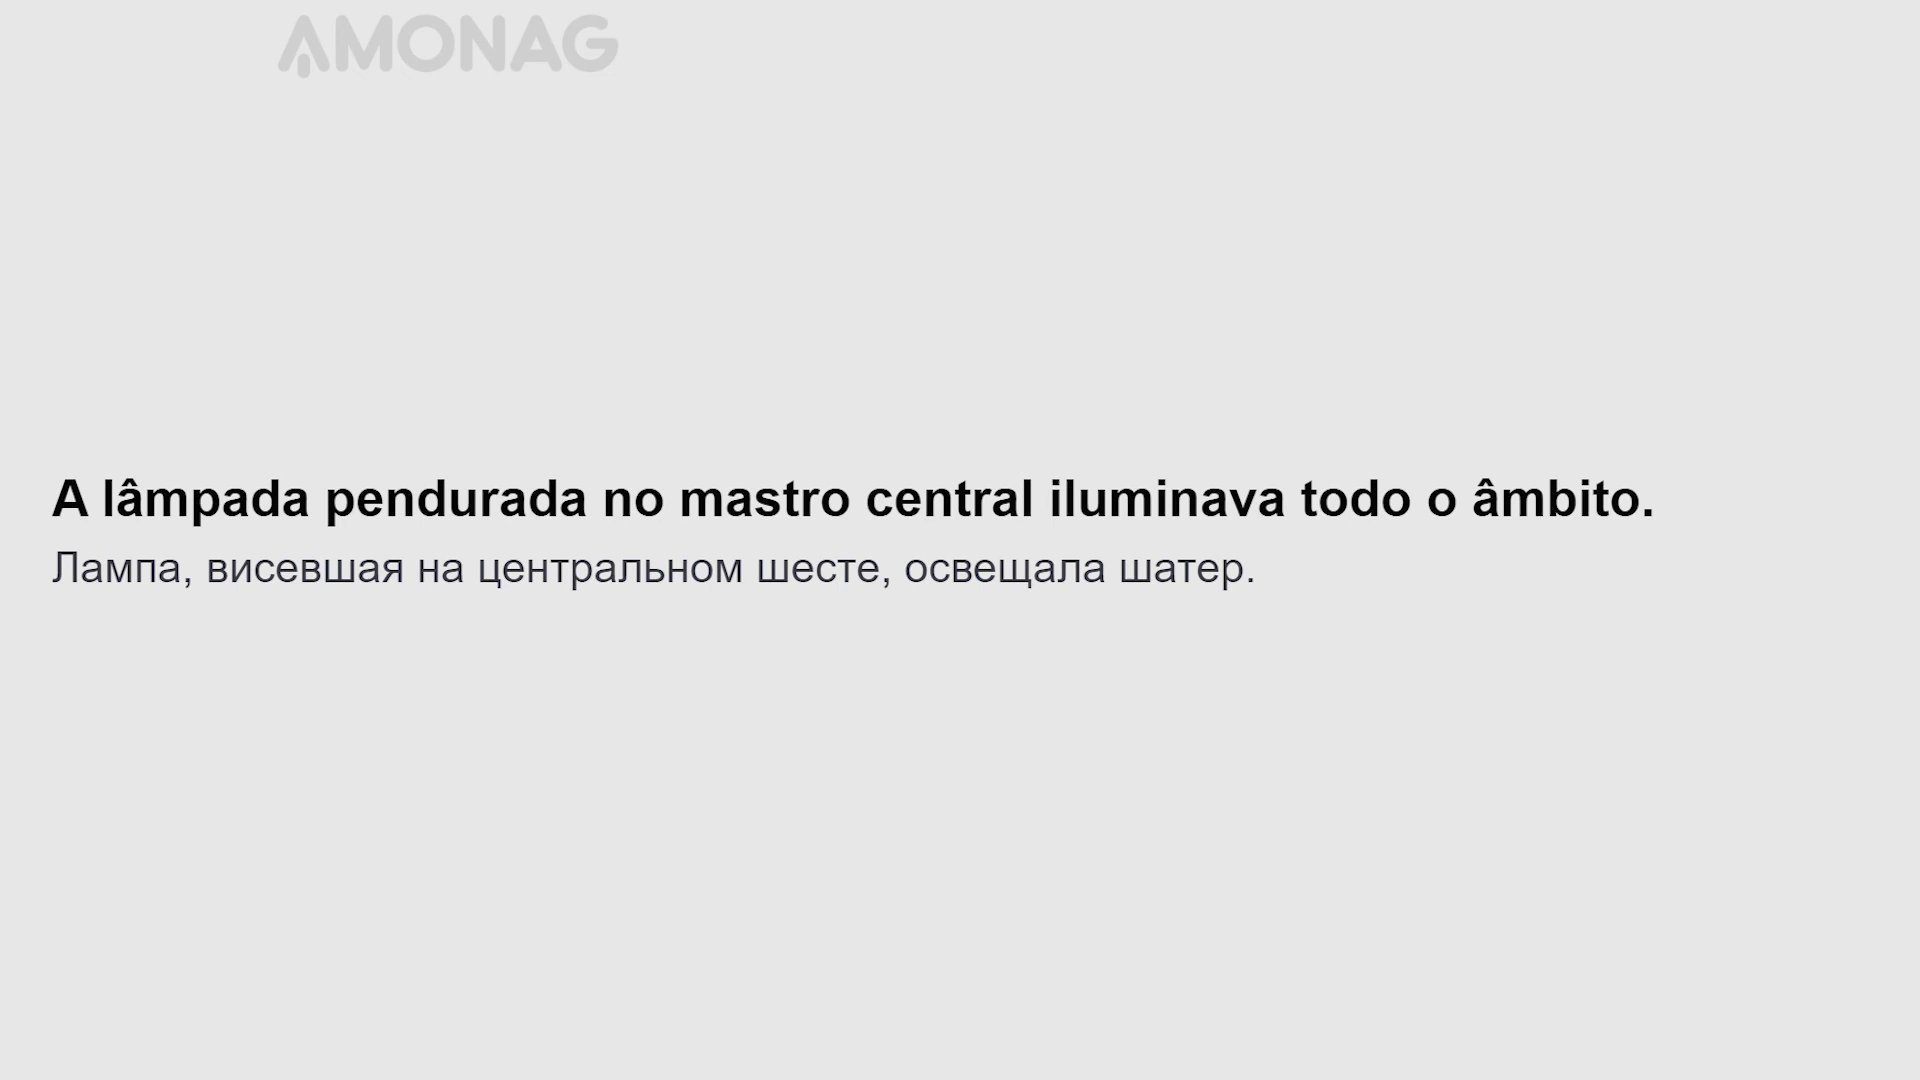 AMONAG
A lâmpada pendurada no mastro central iluminava todo o âmbito.
Лампа, висевшая на центральном шесте, освещала шатер.